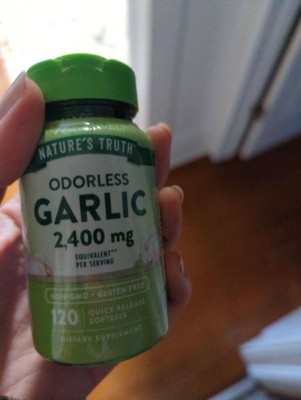 NATURE'S TRUTH
ODORLESS
GARLIC
2,400 mg
EQUIVALENT**
PER SERVING
NON-GMO • GLUTEN FREE
120 QUICK RELEASE
SOFTGELS
DIETARY SUPPLEMENT